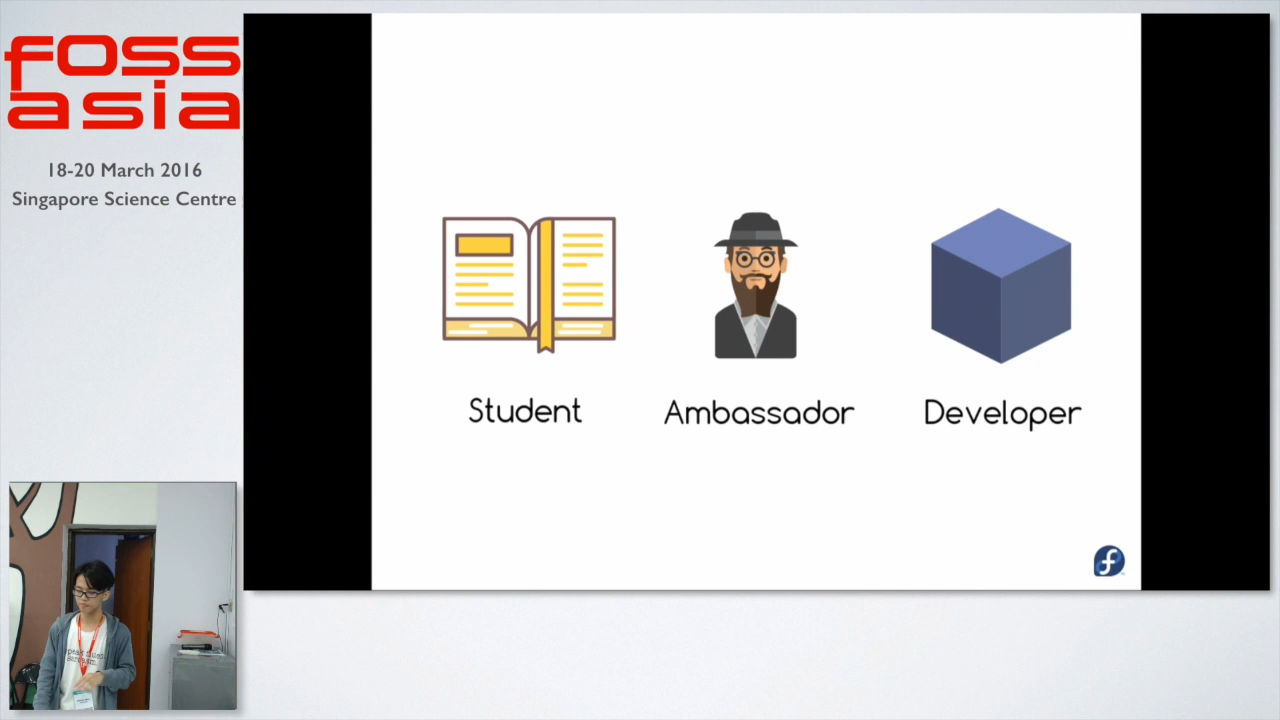 foss
asia
18-20 March 2016
Singapore Science Centre
Student
Ambassador
Developer